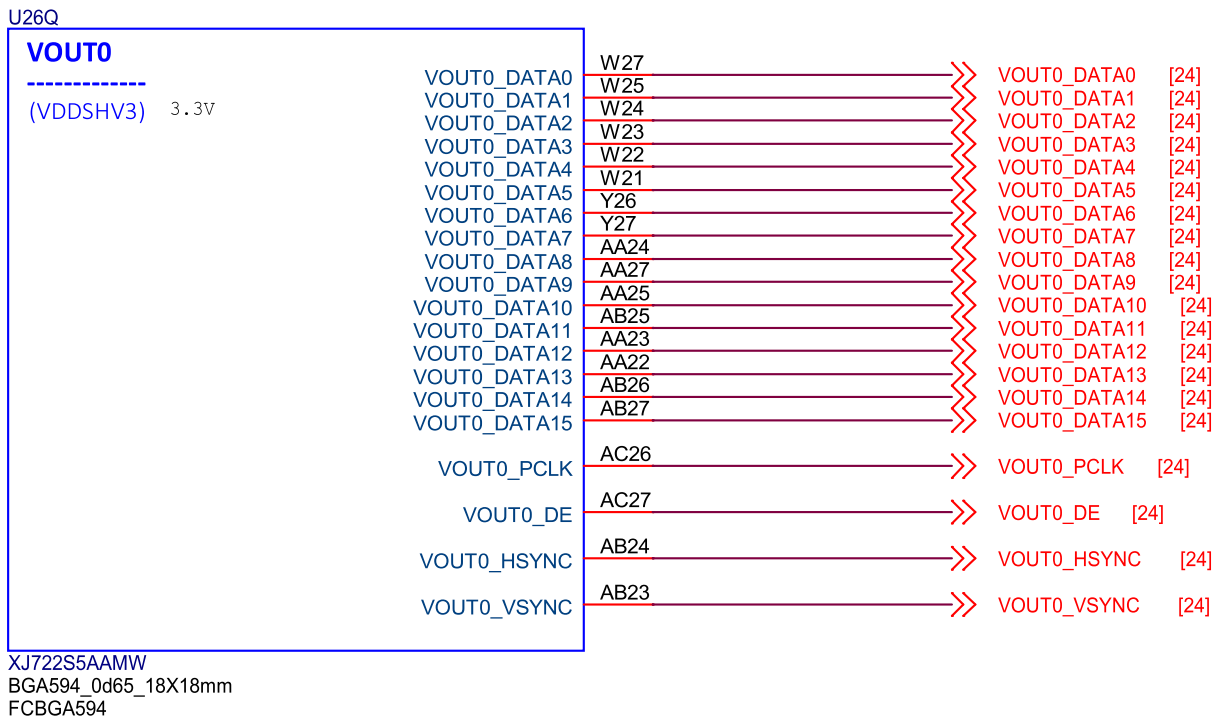 U26Q
VOUT0
-------------
(VDDSHV3) 3.3V
VOUT0_DATA0 W27 VOUT0_DATA0 [24]
VOUT0_DATA1 W25 VOUT0_DATA1 [24]
VOUT0_DATA2 W24 VOUT0_DATA2 [24]
VOUT0_DATA3 W23 VOUT0_DATA3 [24]
VOUT0_DATA4 W22 VOUT0_DATA4 [24]
VOUT0_DATA5 W21 VOUT0_DATA5 [24]
VOUT0_DATA6 Y26 VOUT0_DATA6 [24]
VOUT0_DATA7 Y27 VOUT0_DATA7 [24]
VOUT0_DATA8 AA24 VOUT0_DATA8 [24]
VOUT0_DATA9 AA27 VOUT0_DATA9 [24]
VOUT0_DATA10 AA25 VOUT0_DATA10 [24]
VOUT0_DATA11 AB25 VOUT0_DATA11 [24]
VOUT0_DATA12 AA23 VOUT0_DATA12 [24]
VOUT0_DATA13 AA22 VOUT0_DATA13 [24]
VOUT0_DATA14 AB26 VOUT0_DATA14 [24]
VOUT0_DATA15 AB27 VOUT0_DATA15 [24]
VOUT0_PCLK AC26 VOUT0_PCLK [24]
VOUT0_DE AC27 VOUT0_DE [24]
VOUT0_HSYNC AB24 VOUT0_HSYNC [24]
VOUT0_VSYNC AB23 VOUT0_VSYNC [24]
XJ722S5AAMW
BGA594_0d65_18X18mm
FCBGA594